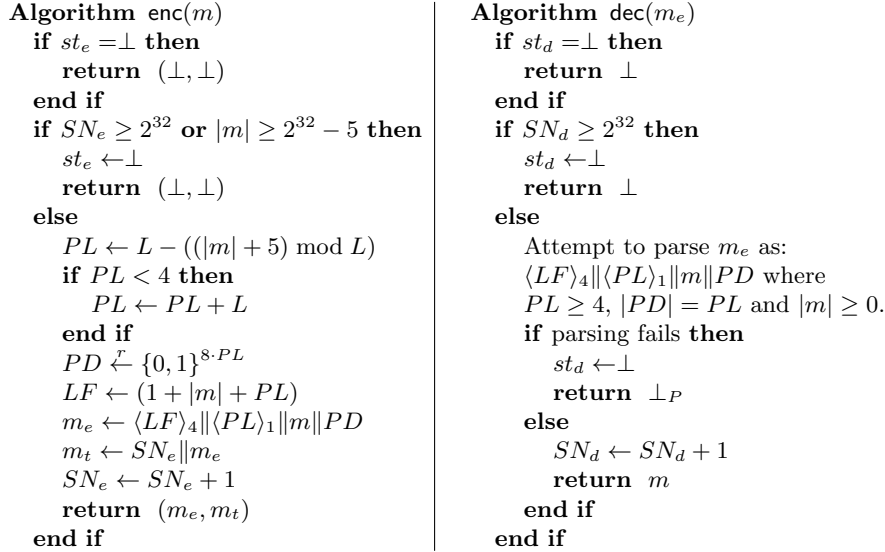 Algorithm enc(m)
if st_e =⊥ then
return (⊥, ⊥)
end if
if SN_e ≥ 2^32 or |m| ≥ 2^32 − 5 then
st_e ←⊥
return (⊥, ⊥)
else
PL ← L − ((|m| + 5) mod L)
if PL < 4 then
PL ← PL + L
end if
PD ←^r {0, 1}^{8·PL}
LF ← (1 + |m| + PL)
m_e ← ⟨LF⟩_4‖⟨PL⟩_1‖m‖PD
m_t ← SN_e‖m_e
SN_e ← SN_e + 1
return (m_e, m_t)
end if
Algorithm dec(m_e)
if st_d =⊥ then
return ⊥
end if
if SN_d ≥ 2^32 then
st_d ←⊥
return ⊥
else
Attempt to parse m_e as:
⟨LF⟩_4‖⟨PL⟩_1‖m‖PD where
PL ≥ 4, |PD| = PL and |m| ≥ 0.
if parsing fails then
st_d ←⊥
return ⊥_P
else
SN_d ← SN_d + 1
return m
end if
end if